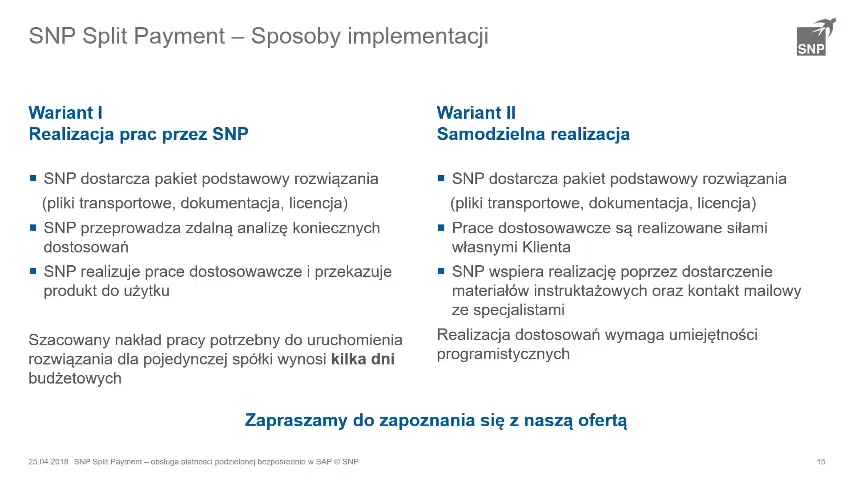 SNP Split Payment – Sposoby implementacji
SNP
Wariant I
Realizacja prac przez SNP
▪ SNP dostarcza pakiet podstawowy rozwiązania
(pliki transportowe, dokumentacja, licencja)
▪ SNP przeprowadza zdalną analizę koniecznych
dostosowań
▪ SNP realizuje prace dostosowawcze i przekazuje
produkt do użytku
Szacowany nakład pracy potrzebny do uruchomienia
rozwiązania dla pojedynczej spółki wynosi kilka dni
budżetowych
Wariant II
Samodzielna realizacja
▪ SNP dostarcza pakiet podstawowy rozwiązania
(pliki transportowe, dokumentacja, licencja)
▪ Prace dostosowawcze są realizowane siłami
własnymi Klienta
▪ SNP wspiera realizację poprzez dostarczenie
materiałów instruktażowych oraz kontakt mailowy
ze specjalistami
Realizacja dostosowań wymaga umiejętności
programistycznych
Zapraszamy do zapoznania się z naszą ofertą
25.04.2018 SNP Split Payment – obsługa płatności podzielonej bezpośrednio w SAP © SNP
15